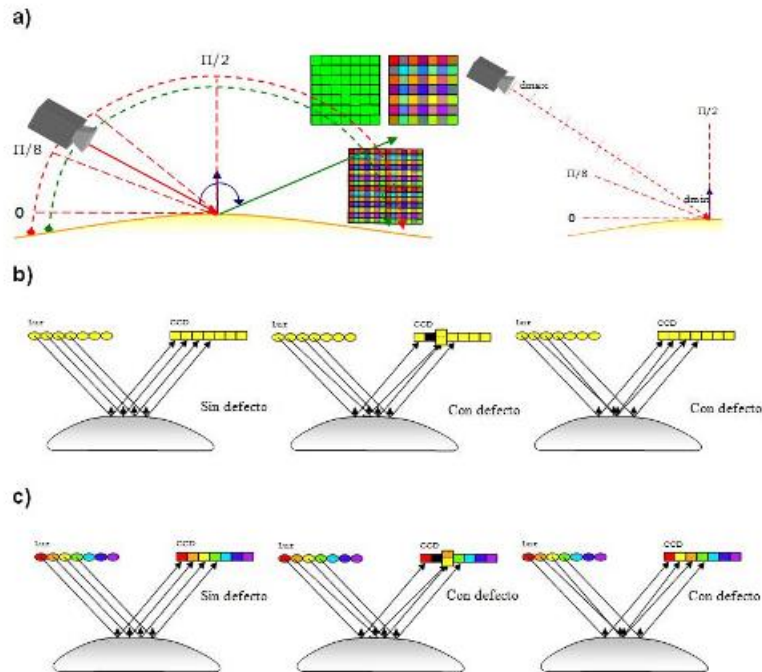 a)
Π/2
dmax
Π/8
0
Π/2
Π/8
dmin
0
b)
Luz
CCD
Sin defecto
Luz
CCD
Con defecto
Luz
CCD
Con defecto
c)
Luz
CCD
Sin defecto
Luz
CCD
Con defecto
Luz
CCD
Con defecto